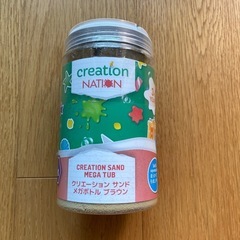 creation
NATION
CREATION SAND
MEGA TUB
クリエーション サンド
メガボトル ブラウン